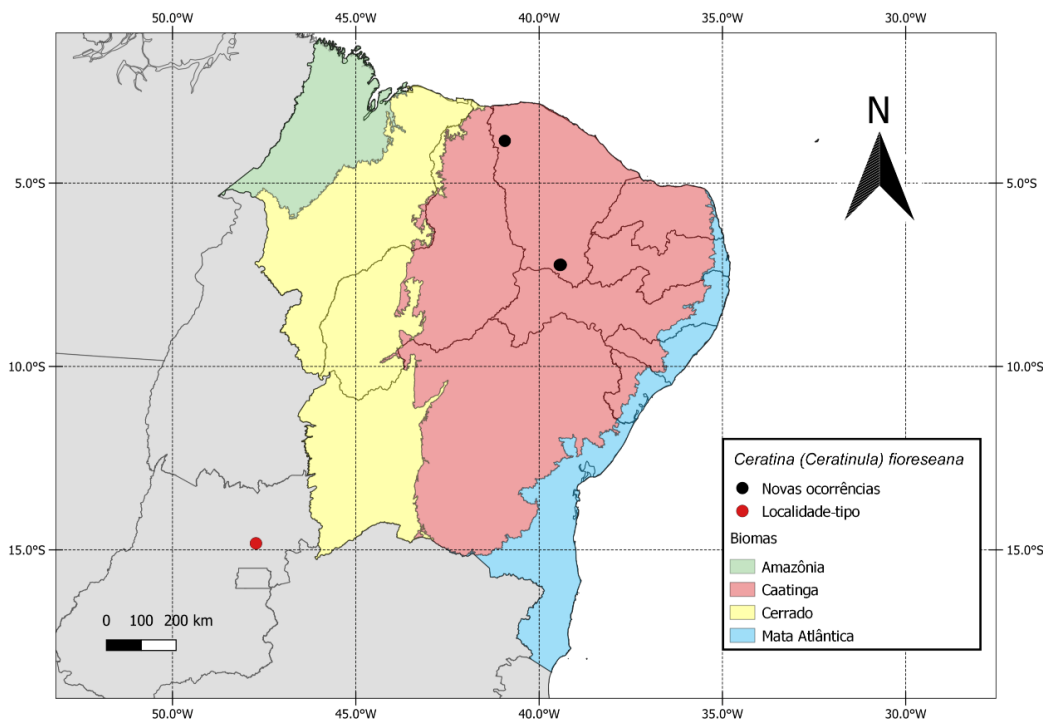 50.0°W 45.0°W 40.0°W 35.0°W 30.0°W
N
5.0°S 5.0°S
10.0°S 10.0°S
Ceratina (Ceratinula) fioreseana
Novas ocorrências
Localidade-tipo
Biomas
15.0°S 15.0°S
Amazônia
Caatinga
Cerrado
Mata Atlântica
0 100 200 km
50.0°W 45.0°W 40.0°W 35.0°W 30.0°W